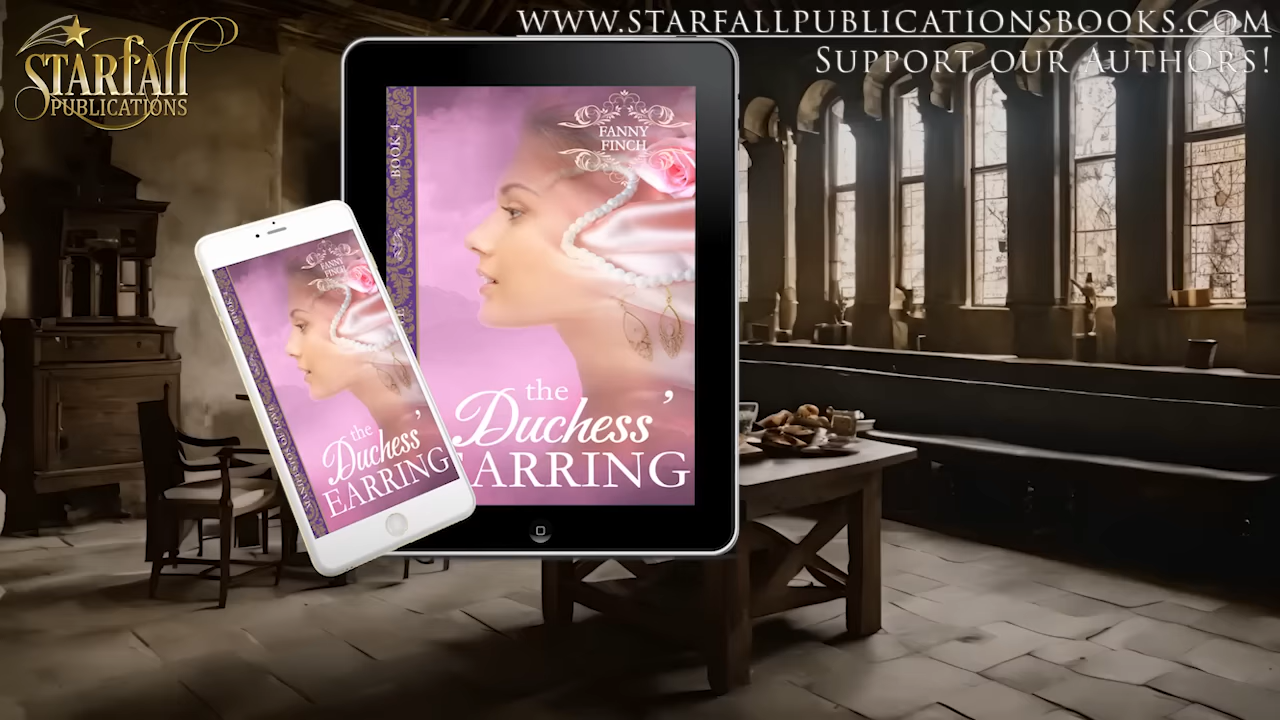 STARfall
PUBLICATIONS
WWW.STARFALLPUBLICATIONSBOOKS.COM
SUPPORT OUR AUTHORS!
BOOK 4
FANNY
FINCH
the
Duchess'
EARRING
FANNY
FINCH
the
Duchess'
EARRING